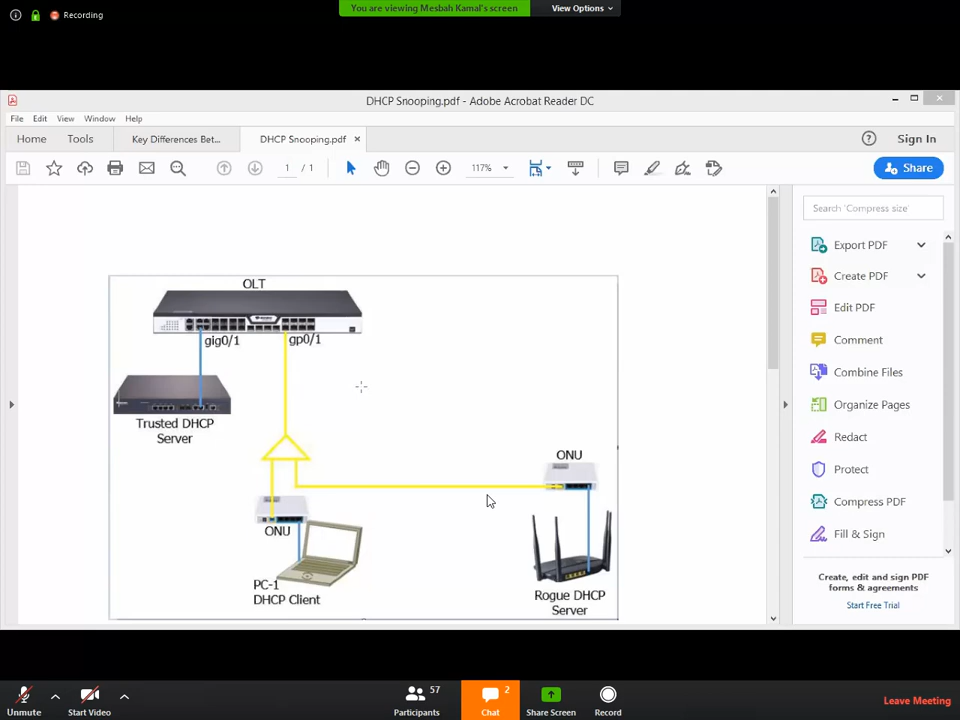 Recording
You are viewing Mesbah Kamal's screen
View Options
DHCP Snooping.pdf - Adobe Acrobat Reader DC
File Edit View Window Help
Home Tools Key Differences Bet... DHCP Snooping.pdf × Sign In
1 / 1 117% Share
Search 'Compress size'
Export PDF
Create PDF
Edit PDF
Comment
Combine Files
Organize Pages
Redact
Protect
Compress PDF
Fill & Sign
Create, edit and sign PDF
forms & agreements
Start Free Trial
OLT
gig0/1 gp0/1
Trusted DHCP
Server
ONU
ONU
PC-1
DHCP Client
Rogue DHCP
Server
Unmute
Start Video
57
Participants
2
Chat
Share Screen
Record
Leave Meeting